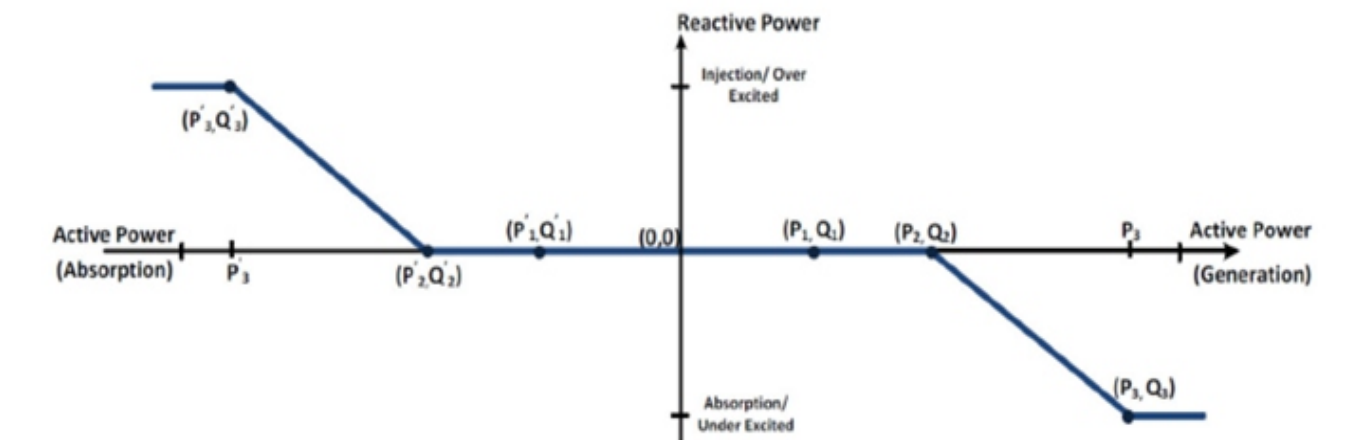 Reactive Power
Injection/ Over
Excited
(P'₃,Q'₃)
Active Power
(Absorption)
P'₃
(P'₂,Q'₂)
(P'₁,Q'₁)
(0,0)
(P₁, Q₁)
(P₂, Q₂)
P₃
Active Power
(Generation)
(P₃, Q₃)
Absorption/
Under Excited